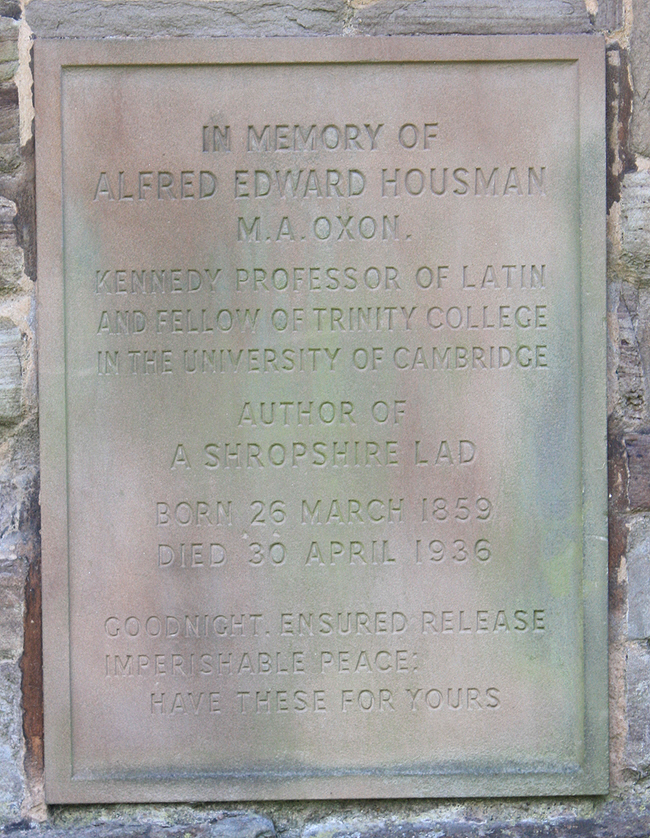 IN MEMORY OF
ALFRED EDWARD HOUSMAN
M.A.OXON.
KENNEDY PROFESSOR OF LATIN
AND FELLOW OF TRINITY COLLEGE
IN THE UNIVERSITY OF CAMBRIDGE
AUTHOR OF
A SHROPSHIRE LAD
BORN 26 MARCH 1859
DIED 30 APRIL 1936
GOODNIGHT. ENSURED RELEASE
IMPERISHABLE PEACE:
HAVE THESE FOR YOURS